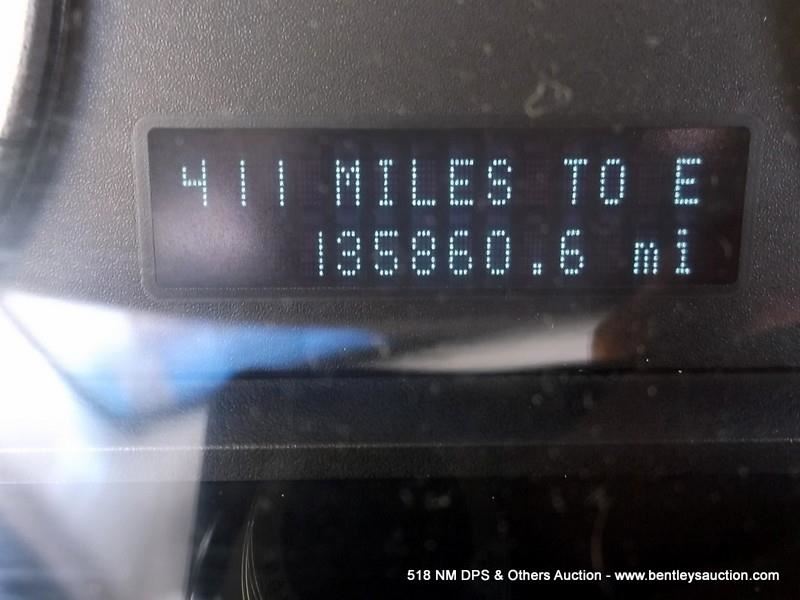 411 MILES TO E
135860.6 mi
518 NM DPS & Others Auction - www.bentleysauction.com